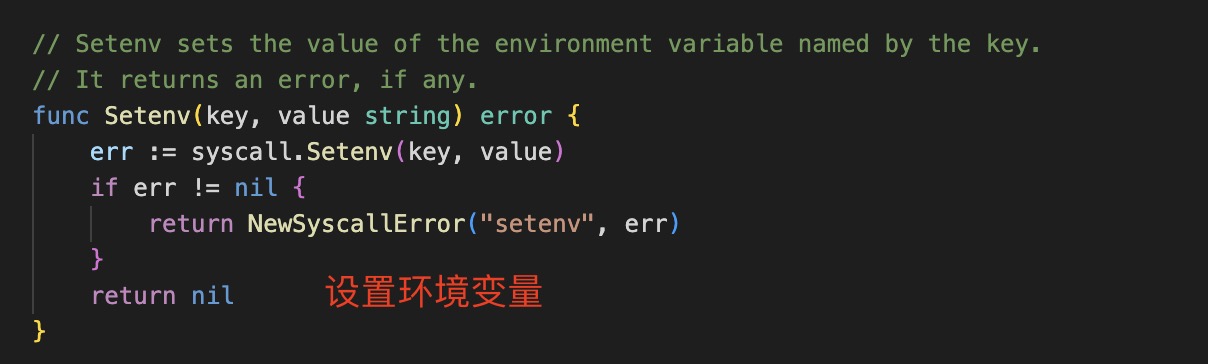 // Setenv sets the value of the environment variable named by the key.
// It returns an error, if any.
func Setenv(key, value string) error {
    err := syscall.Setenv(key, value)
    if err != nil {
        return NewSyscallError("setenv", err)
    }
    return nil 设置环境变量
}